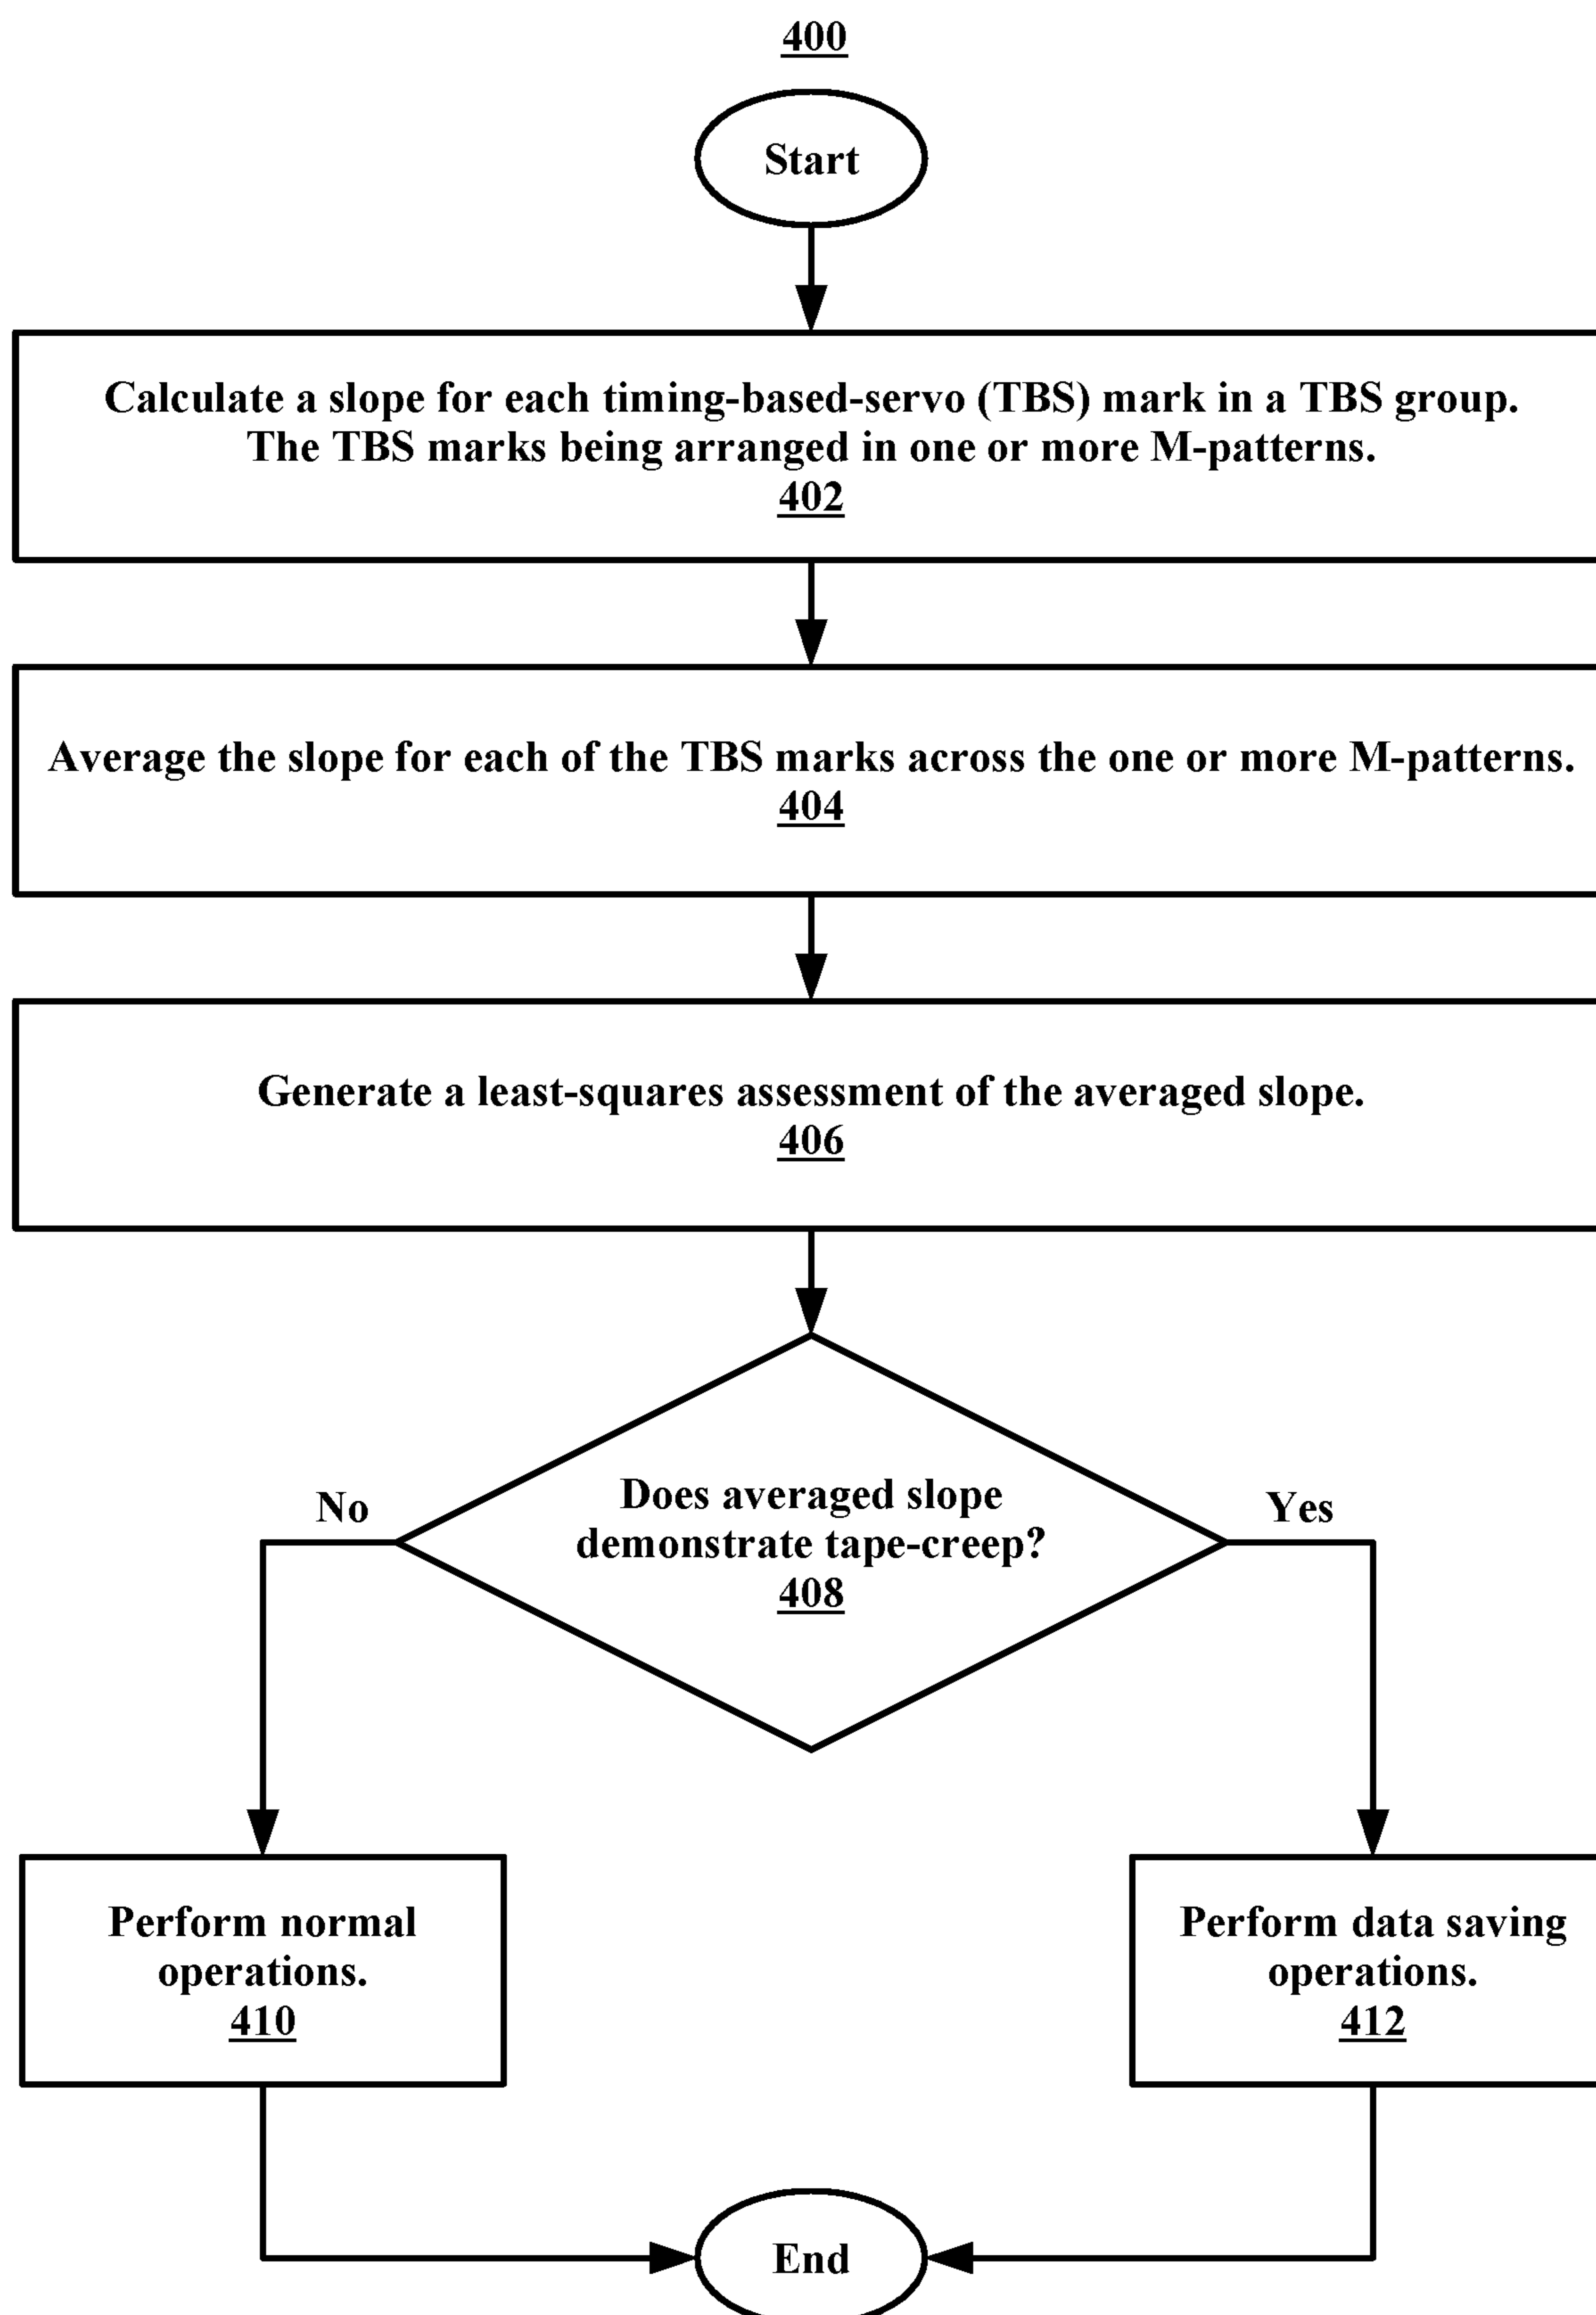 400
Start
Calculate a slope for each timing-based-servo (TBS) mark in a TBS group.
The TBS marks being arranged in one or more M-patterns.
402
Average the slope for each of the TBS marks across the one or more M-patterns.
404
Generate a least-squares assessment of the averaged slope.
406
Does averaged slope
demonstrate tape-creep?
408
No
Yes
Perform normal
operations.
410
Perform data saving
operations.
412
End